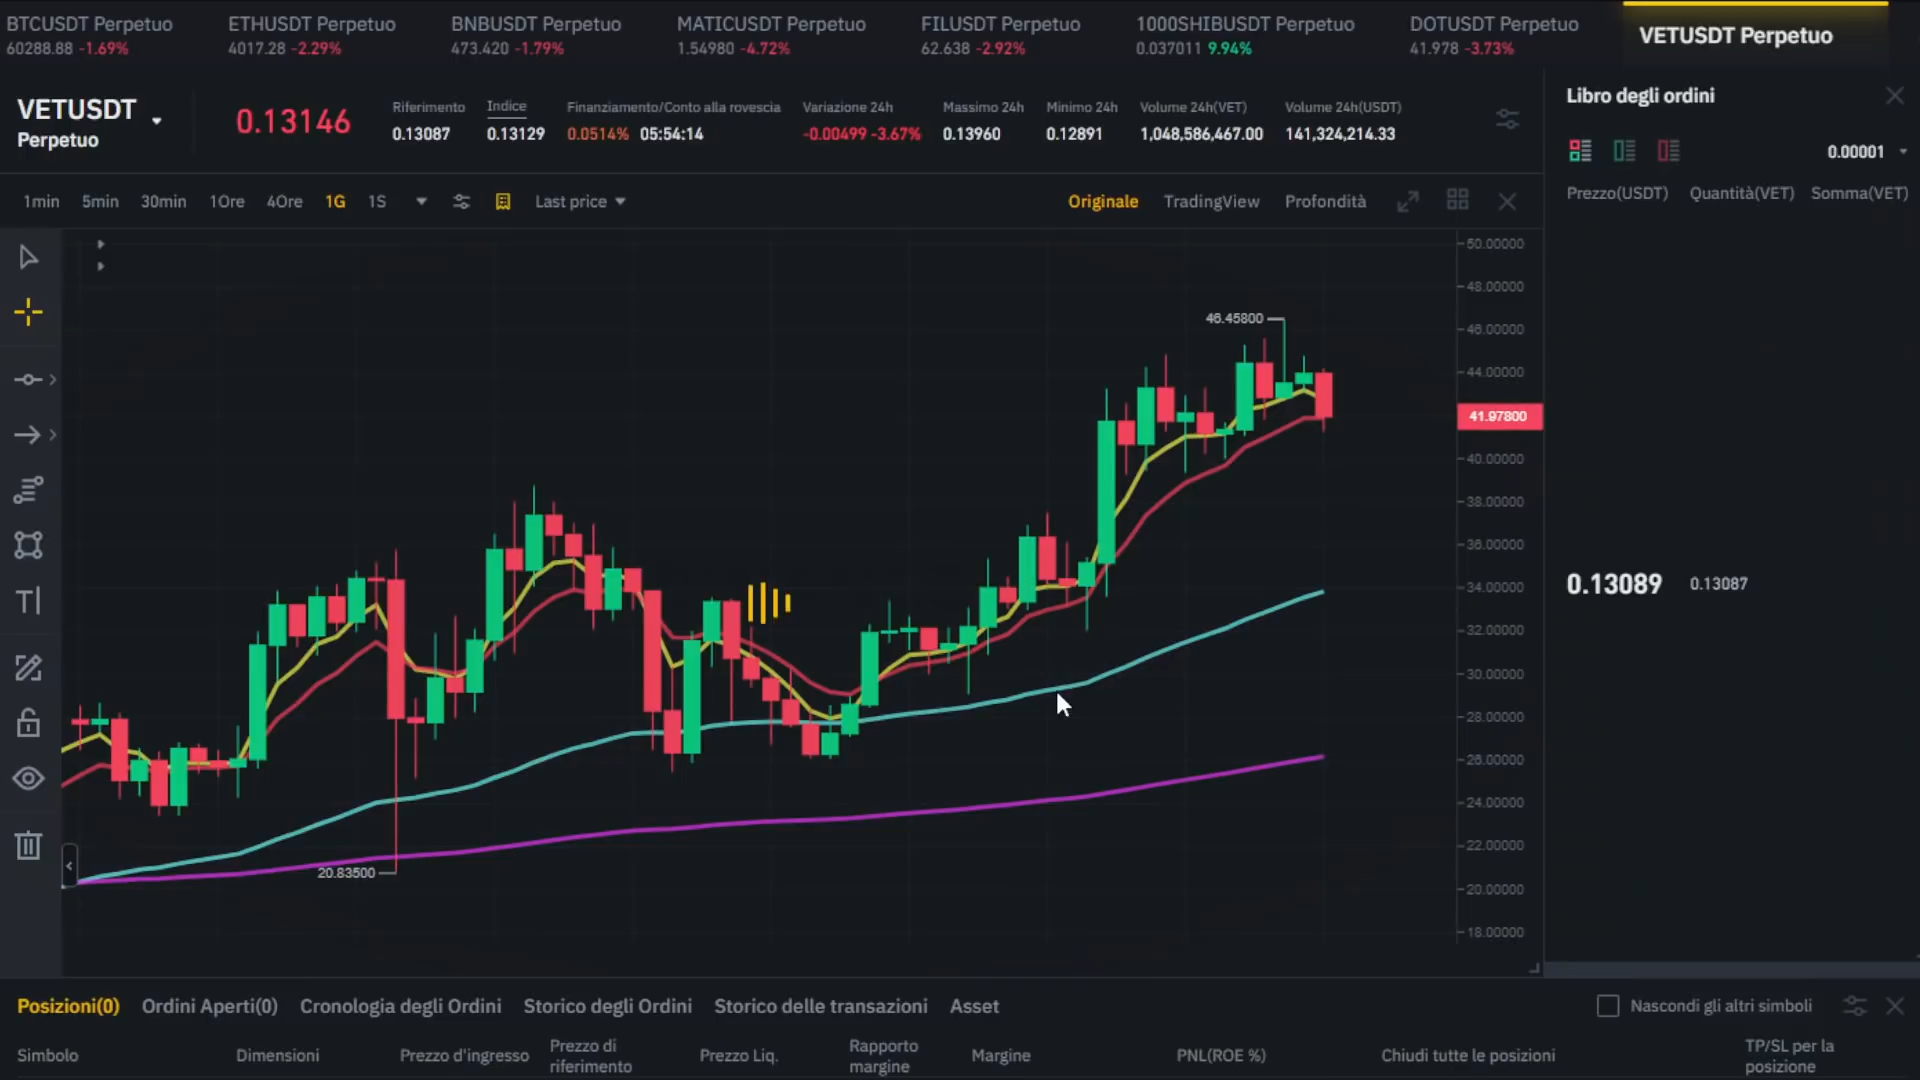 BTCUSDT Perpetuo ETHUSDT Perpetuo BNBUSDT Perpetuo MATICUSDT Perpetuo FILUSDT Perpetuo 1000SHIBUSDT Perpetuo DOTUSDT Perpetuo VETUSDT Perpetuo
60288.88 -1.69% 4017.28 -2.29% 473.420 -1.79% 1.54980 -4.72% 62.638 -2.92% 0.037011 9.94% 41.978 -3.73%
VETUSDT
Perpetuo
0.13146
Riferimento Indice Finanziamento/Conto alla rovescia Variazione 24h Massimo 24h Minimo 24h Volume 24h(VET) Volume 24h(USDT)
0.13087 0.13129 0.0514% 05:54:14 -0.00499 -3.67% 0.13960 0.12891 1,048,586,467.00 141,324,214.33
1min 5min 30min 1Ore 4Ore 1G 1S Last price Originale TradingView Profondità
50.00000
48.00000
46.45800
46.00000
44.00000
41.97800
40.00000
38.00000
36.00000
34.00000
32.00000
30.00000
28.00000
26.00000
24.00000
22.00000
20.83500
20.00000
18.00000
Libro degli ordini
0.00001
Prezzo(USDT) Quantità(VET) Somma(VET)
0.13089 0.13087
Posizioni(0) Ordini Aperti(0) Cronologia degli Ordini Storico degli Ordini Storico delle transazioni Asset Nascondi gli altri simboli
Simbolo Dimensioni Prezzo d'ingresso Prezzo di riferimento Prezzo Liq. Rapporto margine Margine PNL(ROE %) Chiudi tutte le posizioni TP/SL per la posizione